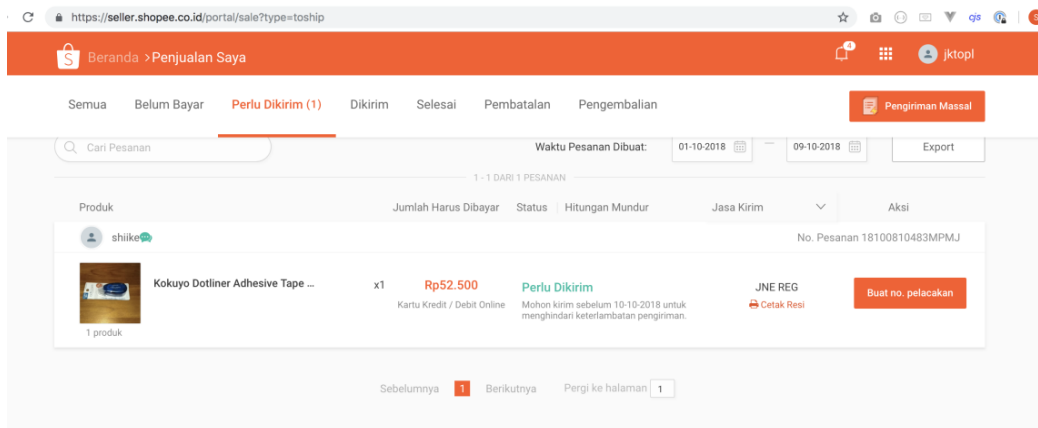 https://seller.shopee.co.id/portal/sale?type=toship
cjs
S
Beranda >Penjualan Saya
4
jktopl
Semua Belum Bayar Perlu Dikirim (1) Dikirim Selesai Pembatalan Pengembalian
Pengiriman Massal
Cari Pesanan
Waktu Pesanan Dibuat: 01-10-2018 — 09-10-2018 Export
1 - 1 DARI 1 PESANAN
Produk Jumlah Harus Dibayar Status Hitungan Mundur Jasa Kirim Aksi
shiike
No. Pesanan 18100810483MPMJ
Kokuyo Dotliner Adhesive Tape ... x1 Rp52.500 Perlu Dikirim JNE REG Buat no. pelacakan
Kartu Kredit / Debit Online Mohon kirim sebelum 10-10-2018 untuk Cetak Resi
menghindari keterlambatan pengiriman.
1 produk
Sebelumnya 1 Berikutnya Pergi ke halaman 1